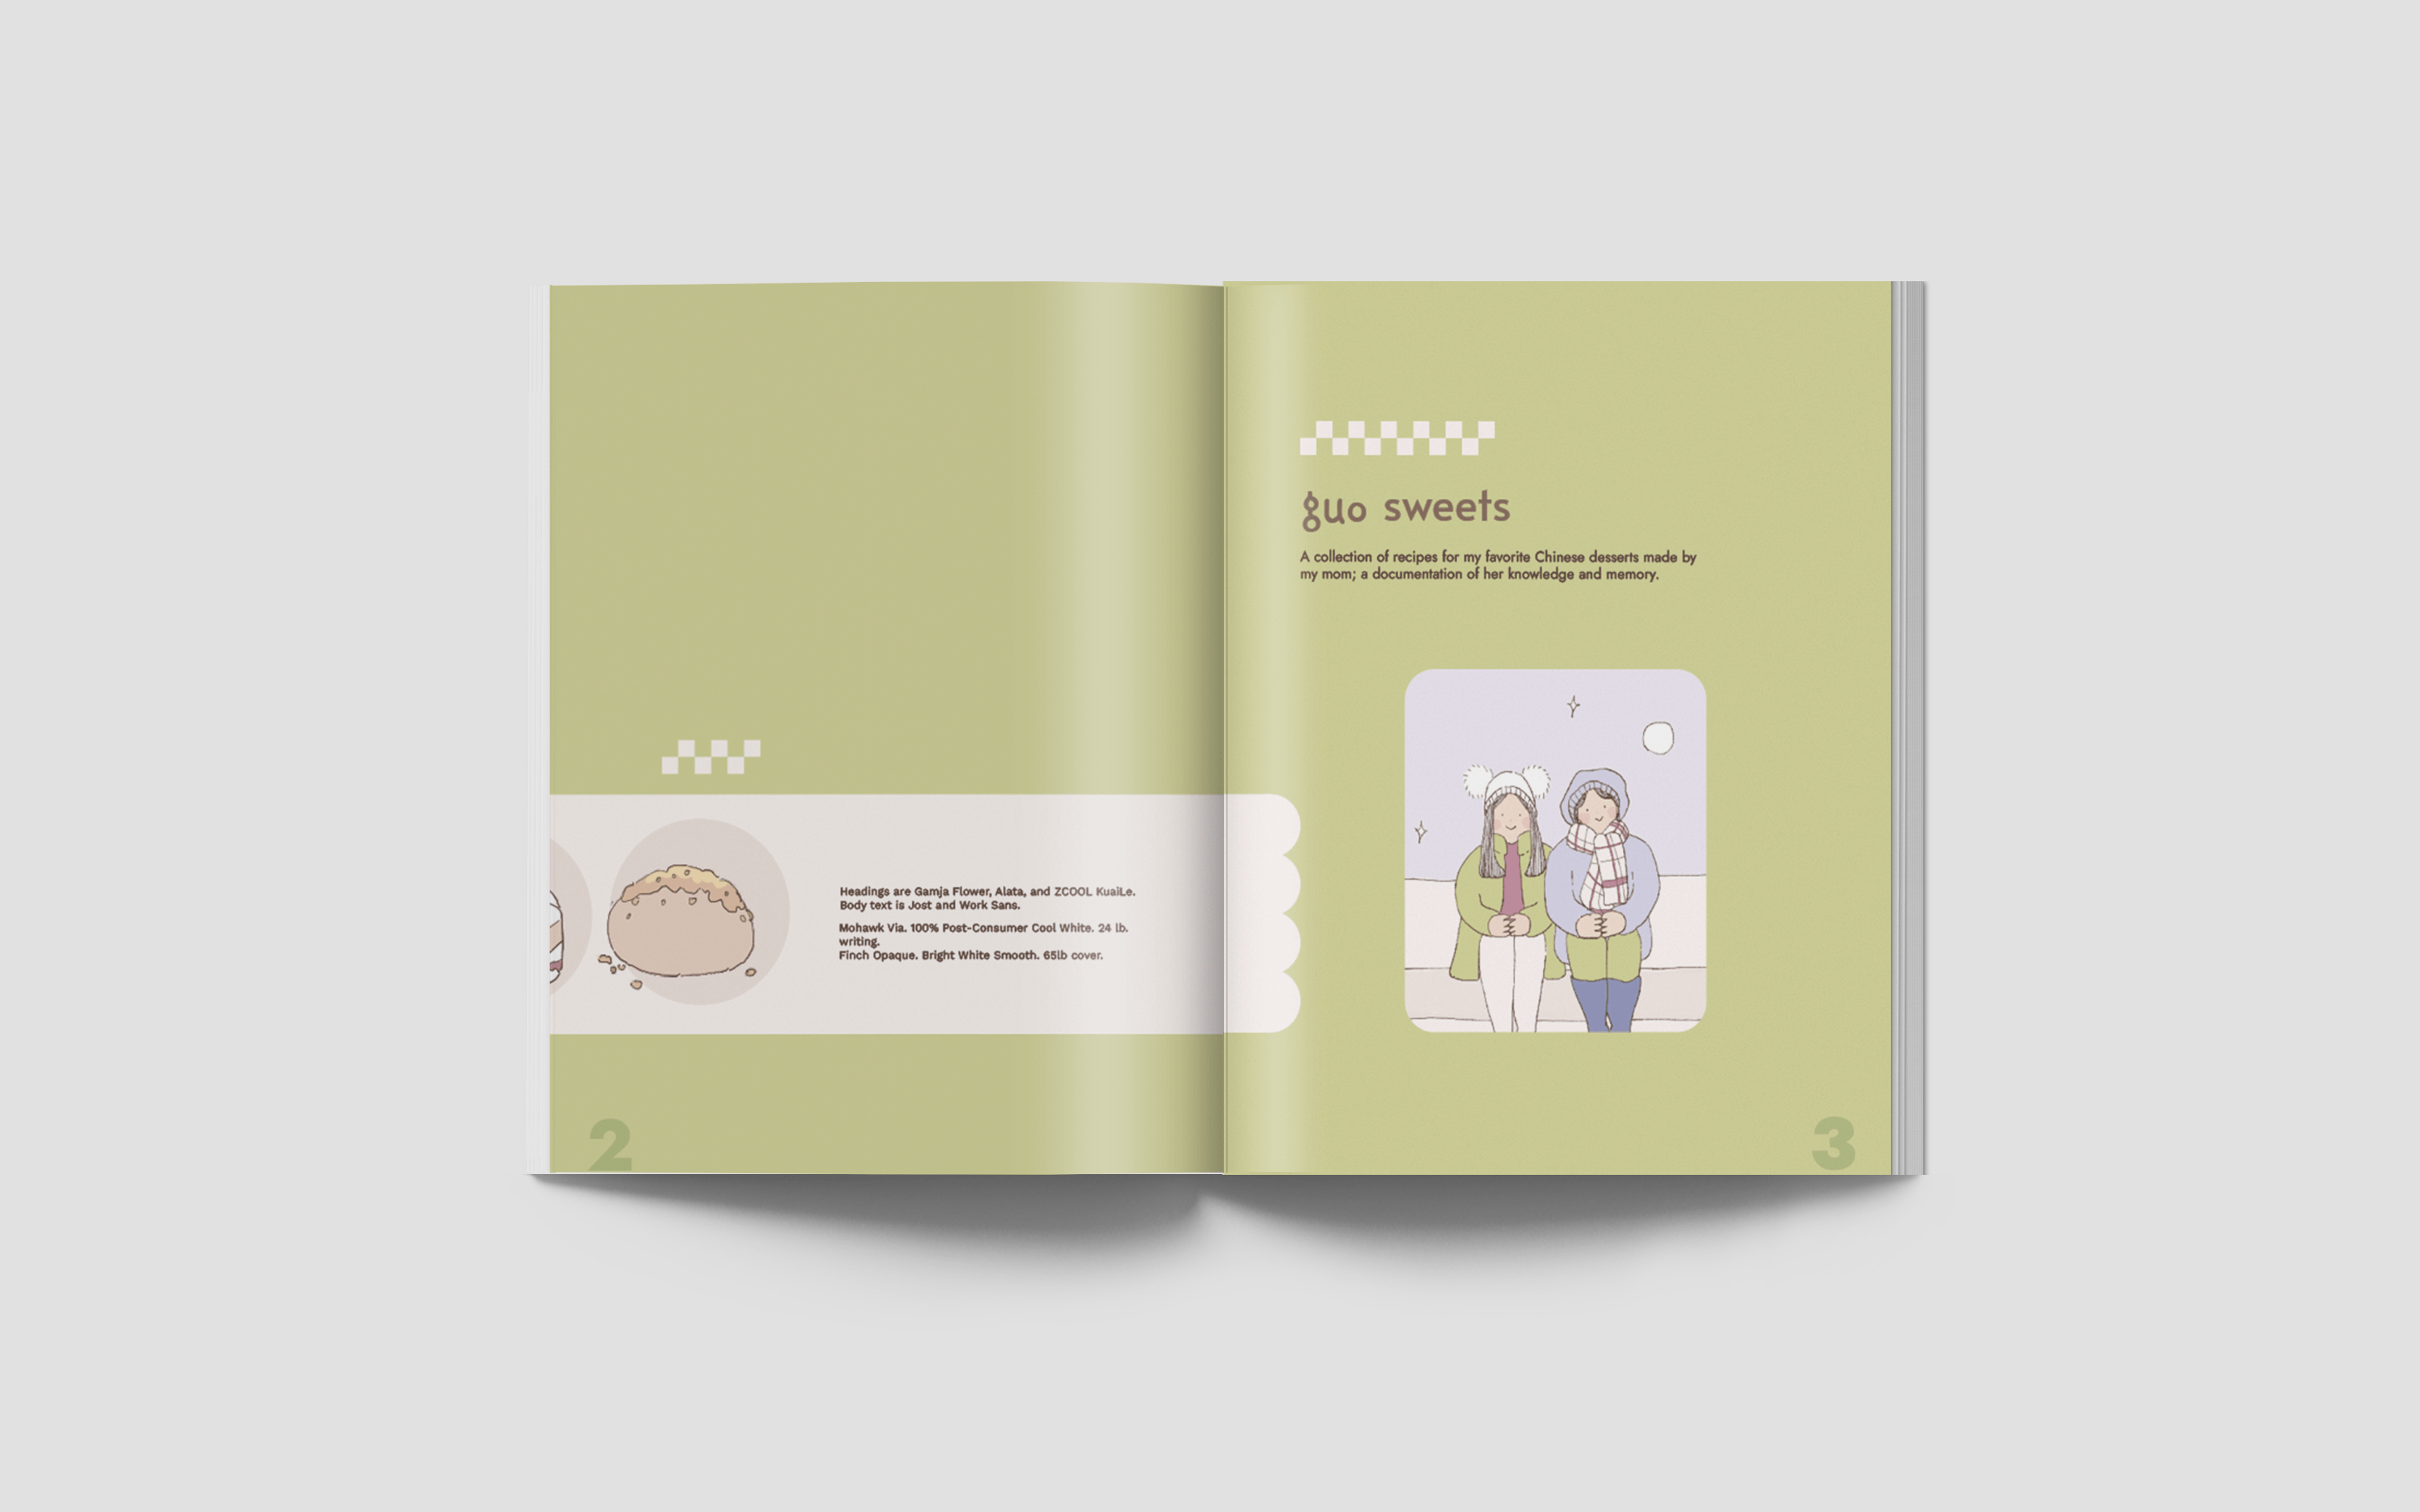 Headings are Gamja Flower, Alata, and ZCOOL KuaiLe.
Body text is Jost and Work Sans.
Mohawk Via. 100% Post-Consumer Cool White. 24 lb.
writing.
Finch Opaque. Bright White Smooth. 65lb cover.
2
guo sweets
A collection of recipes for my favorite Chinese desserts made by
my mom; a documentation of her knowledge and memory.
3